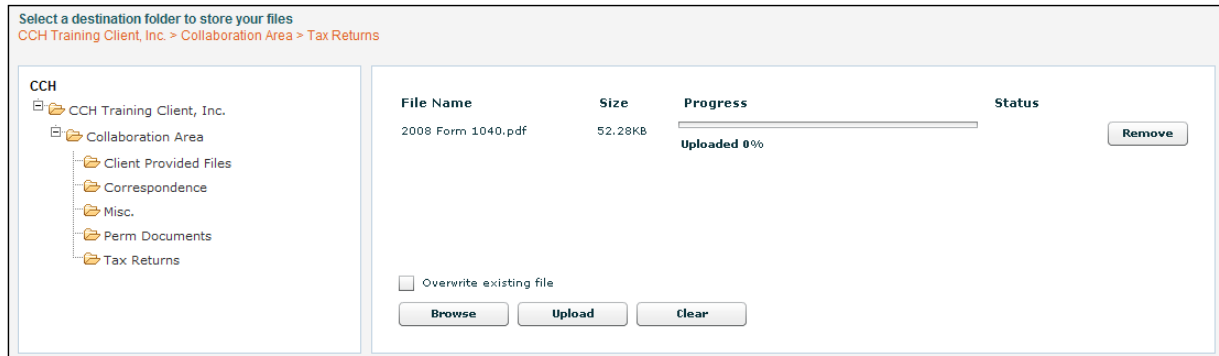 Select a destination folder to store your files
CCH Training Client, Inc. > Collaboration Area > Tax Returns
CCH
CCH Training Client, Inc.
Collaboration Area
Client Provided Files
Correspondence
Misc.
Perm Documents
Tax Returns
File Name Size Progress Status
2008 Form 1040.pdf 52.28KB Remove
Uploaded 0%
Overwrite existing file
Browse Upload Clear